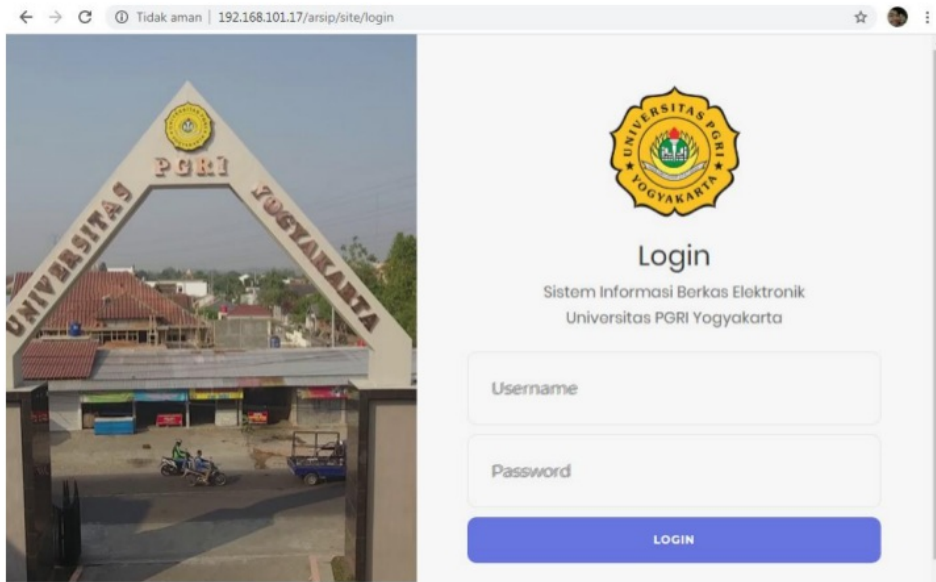 Tidak aman | 192.168.101.17/arsip/site/login
UNIVERSITAS
PGRI
YOGYAKARTA
UNIVERSITAS PGRI
YOGYAKARTA
Login
Sistem Informasi Berkas Elektronik
Universitas PGRI Yogyakarta
Username
Password
LOGIN